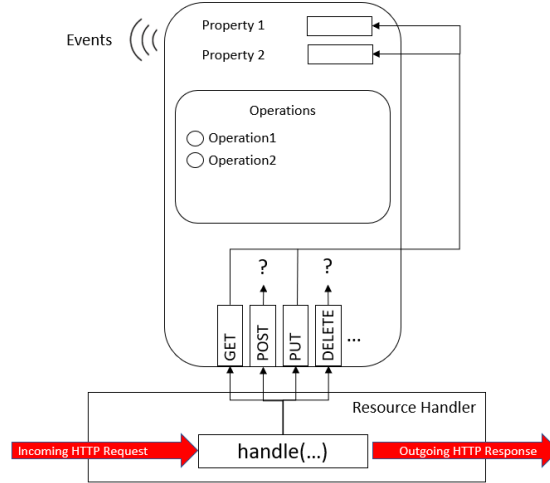 Property 1
Events
Property 2
Operations
Operation1
Operation2
? ?
GET POST PUT DELETE ...
Resource Handler
Incoming HTTP Request handle(...) Outgoing HTTP Response